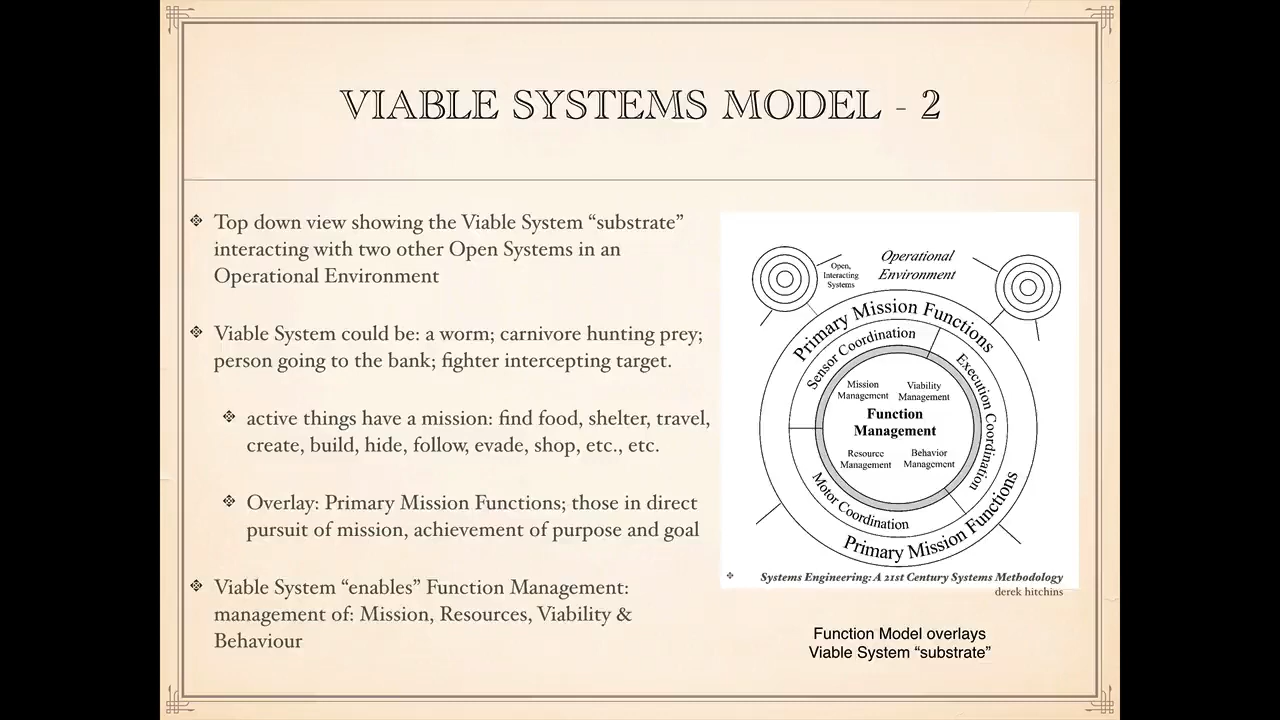 VIABLE SYSTEMS MODEL - 2
Top down view showing the Viable System “substrate”
interacting with two other Open Systems in an
Operational Environment
Viable System could be: a worm; carnivore hunting prey;
person going to the bank; fighter intercepting target.
active things have a mission: find food, shelter, travel,
create, build, hide, follow, evade, shop, etc., etc.
Overlay: Primary Mission Functions; those in direct
pursuit of mission, achievement of purpose and goal
Viable System “enables” Function Management:
management of: Mission, Resources, Viability &
Behaviour
Operational
Environment
Open,
Interacting
Systems
Primary Mission Functions
Sensor Coordination
Execution Coordination
Mission
Management
Viability
Management
Function
Management
Resource
Management
Behavior
Management
Motor Coordination
Primary Mission Functions
Systems Engineering: A 21st Century Systems Methodology
derek hitchins
Function Model overlays
Viable System “substrate”